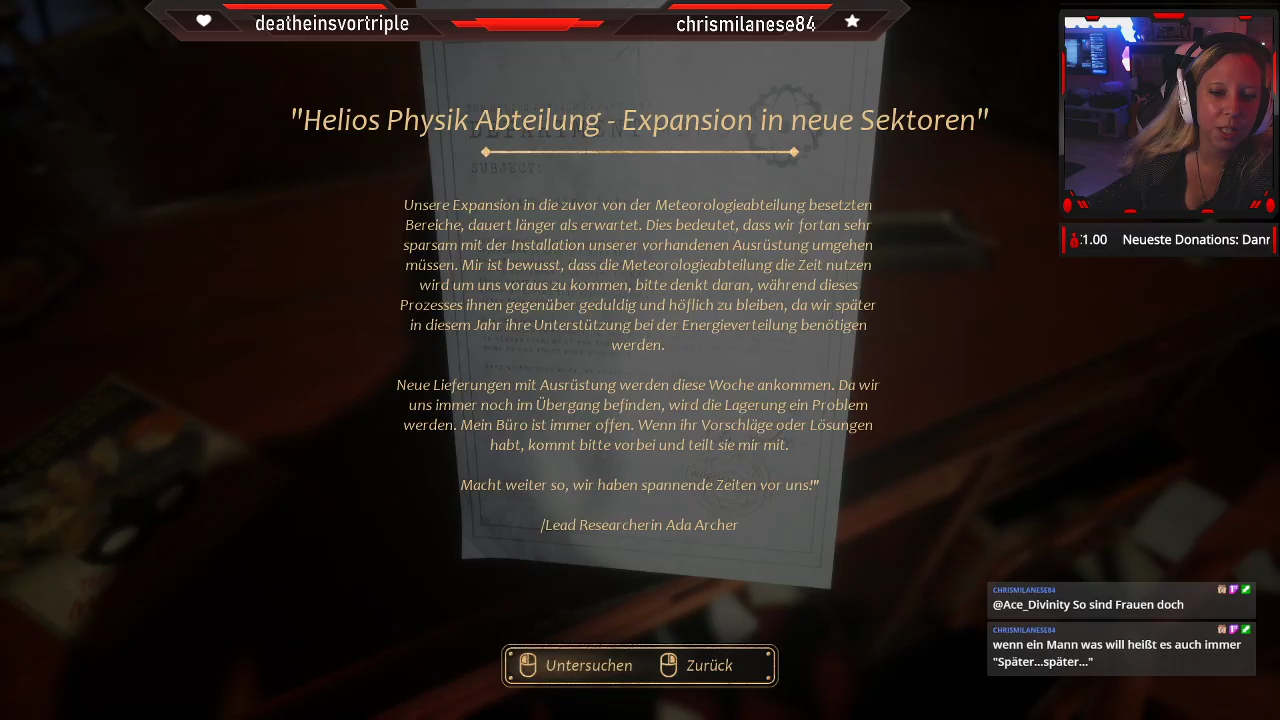 deatheinsvortriple
chrismilanese84
"Helios Physik Abteilung - Expansion in neue Sektoren"
SUBJECT:
Unsere Expansion in die zuvor von der Meteorologieabteilung besetzten
Bereiche, dauert länger als erwartet. Dies bedeutet, dass wir fortan sehr
sparsam mit der Installation unserer vorhandenen Ausrüstung umgehen
müssen. Mir ist bewusst, dass die Meteorologieabteilung die Zeit nutzen
wird um uns voraus zu kommen, bitte denkt daran, während dieses
Prozesses ihnen gegenüber geduldig und höflich zu bleiben, da wir später
in diesem Jahr ihre Unterstützung bei der Energieverteilung benötigen
werden.
Neue Lieferungen mit Ausrüstung werden diese Woche ankommen. Da wir
uns immer noch im Übergang befinden, wird die Lagerung ein Problem
werden. Mein Büro ist immer offen. Wenn ihr Vorschläge oder Lösungen
habt, kommt bitte vorbei und teilt sie mir mit.
Macht weiter so, wir haben spannende Zeiten vor uns!"
/Lead Researcherin Ada Archer
Untersuchen
Zurück
1.00 Neueste Donations:
CHRISMILANESE84
@Ace_Divinity So sind Frauen doch
CHRISMILANESE84
wenn ein Mann was will heißt es auch immer
"Später...später..."